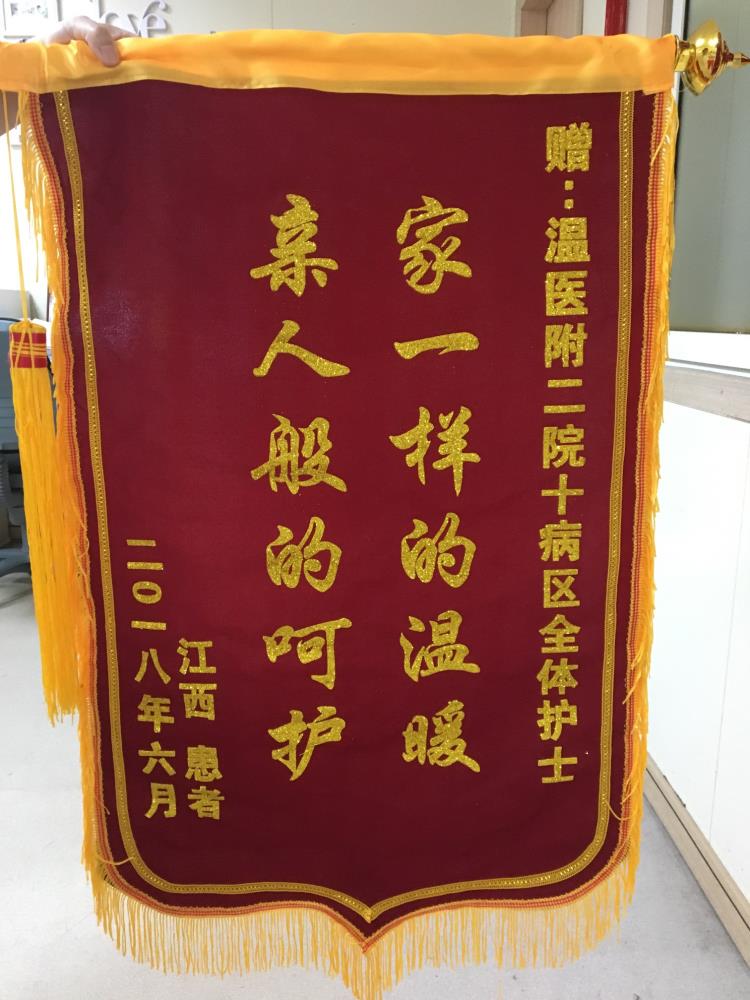 赠：温医附二院十病区全体护士
家一样的温暖
亲人般的呵护
江西 患者
二〇一八年六月